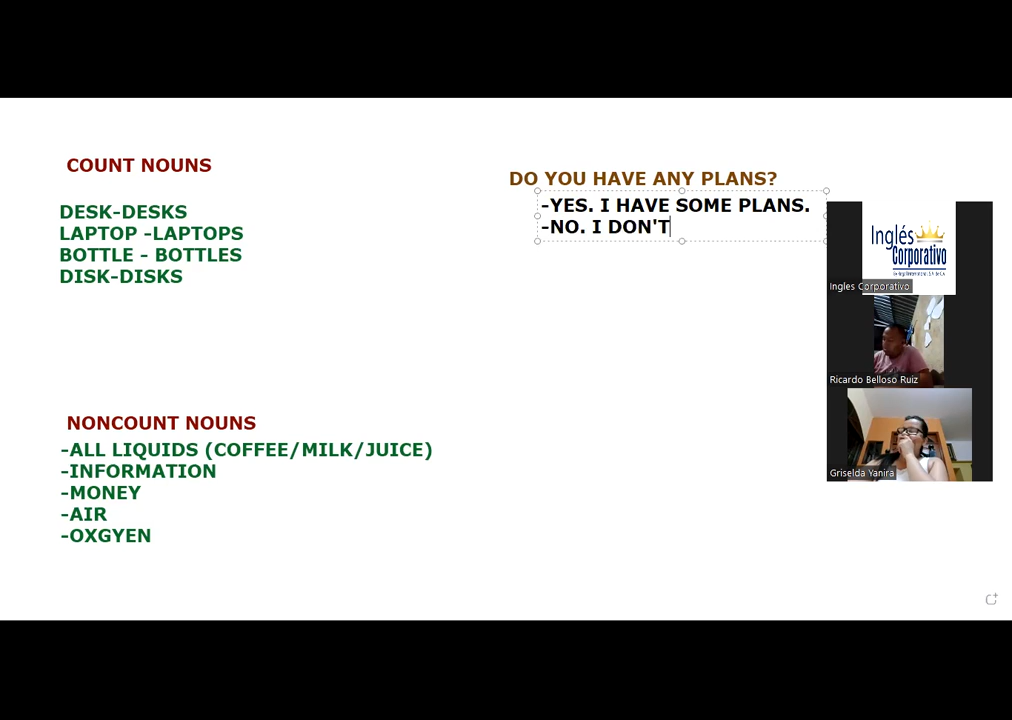 COUNT NOUNS
DESK-DESKS
LAPTOP -LAPTOPS
BOTTLE - BOTTLES
DISK-DISKS
NONCOUNT NOUNS
-ALL LIQUIDS (COFFEE/MILK/JUICE)
-INFORMATION
-MONEY
-AIR
-OXGYEN
DO YOU HAVE ANY PLANS?
-YES. I HAVE SOME PLANS.
-NO. I DON'T
Inglés
Corporativo
Ingles Corporativo
Ricardo Belloso Ruiz
Griselda Yanira